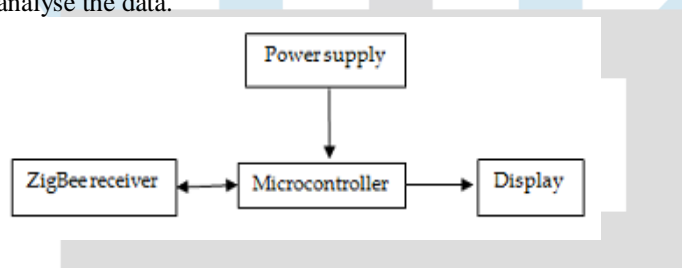 analyse the data.
Power supply
ZigBee receiver
Microcontroller
Display